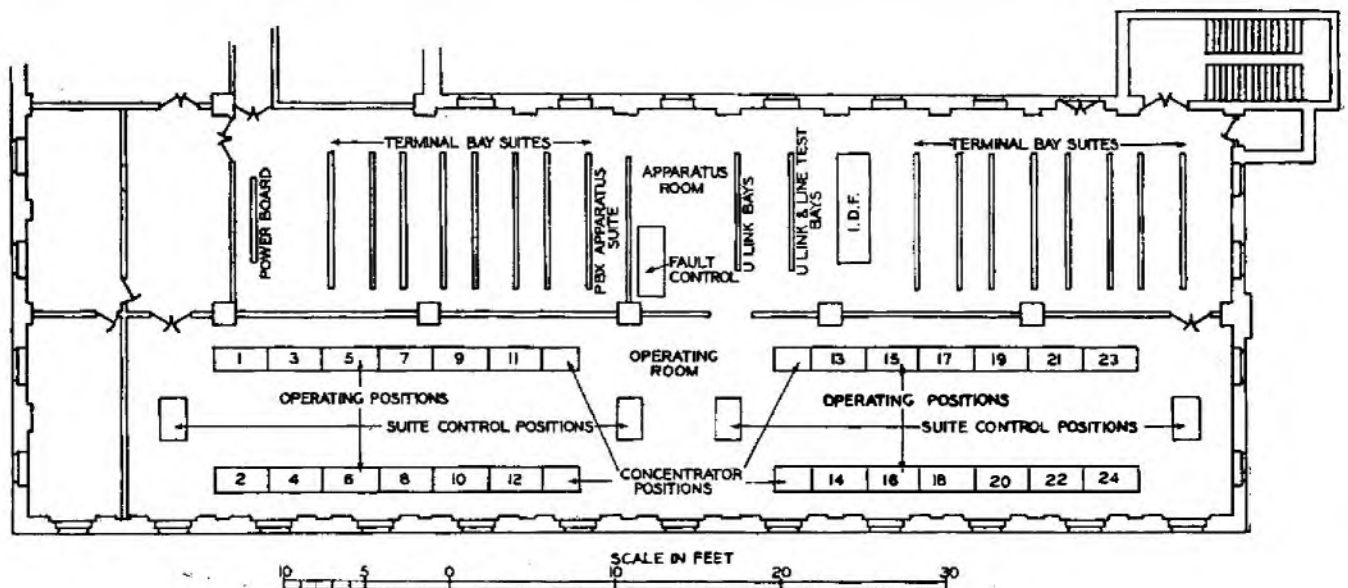 TERMINAL BAY SUITES
TERMINAL BAY SUITES
POWER BOARD
PBX APPARATUS
SUITE
APPARATUS
ROOM
FAULT
CONTROL
U LINK BAYS
U LINK & LINE TEST
BAYS
I.D.F.
1 3 5 7 9 11
OPERATING
ROOM
13 15 17 19 21 23
OPERATING POSITIONS
OPERATING POSITIONS
SUITE CONTROL POSITIONS
SUITE CONTROL POSITIONS
2 4 6 8 10 12
CONCENTRATOR
POSITIONS
14 16 18 20 22 24
SCALE IN FEET
10 5 0 10 20 30